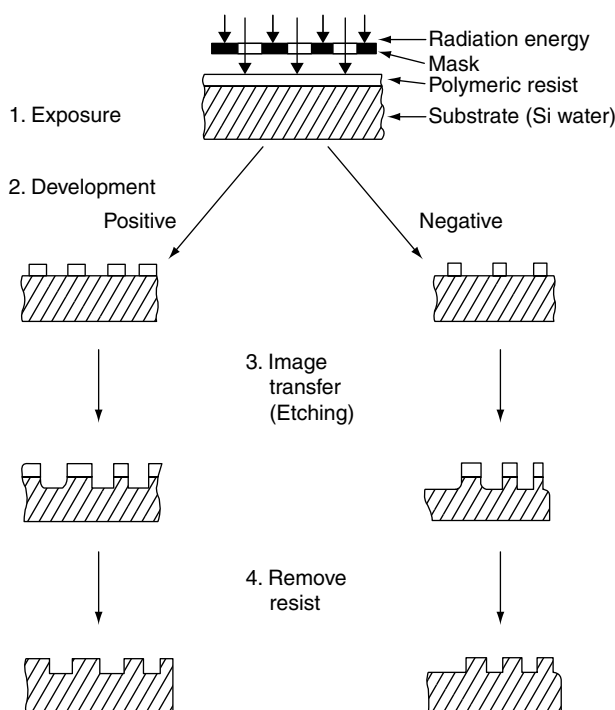 Radiation energy
Mask
Polymeric resist
1. Exposure
Substrate (Si water)
2. Development
Positive
Negative
3. Image
transfer
(Etching)
4. Remove
resist